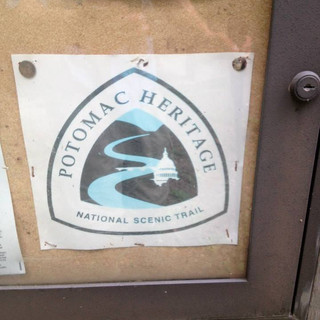 POTOMAC HERITAGE
NATIONAL SCENIC TRAIL